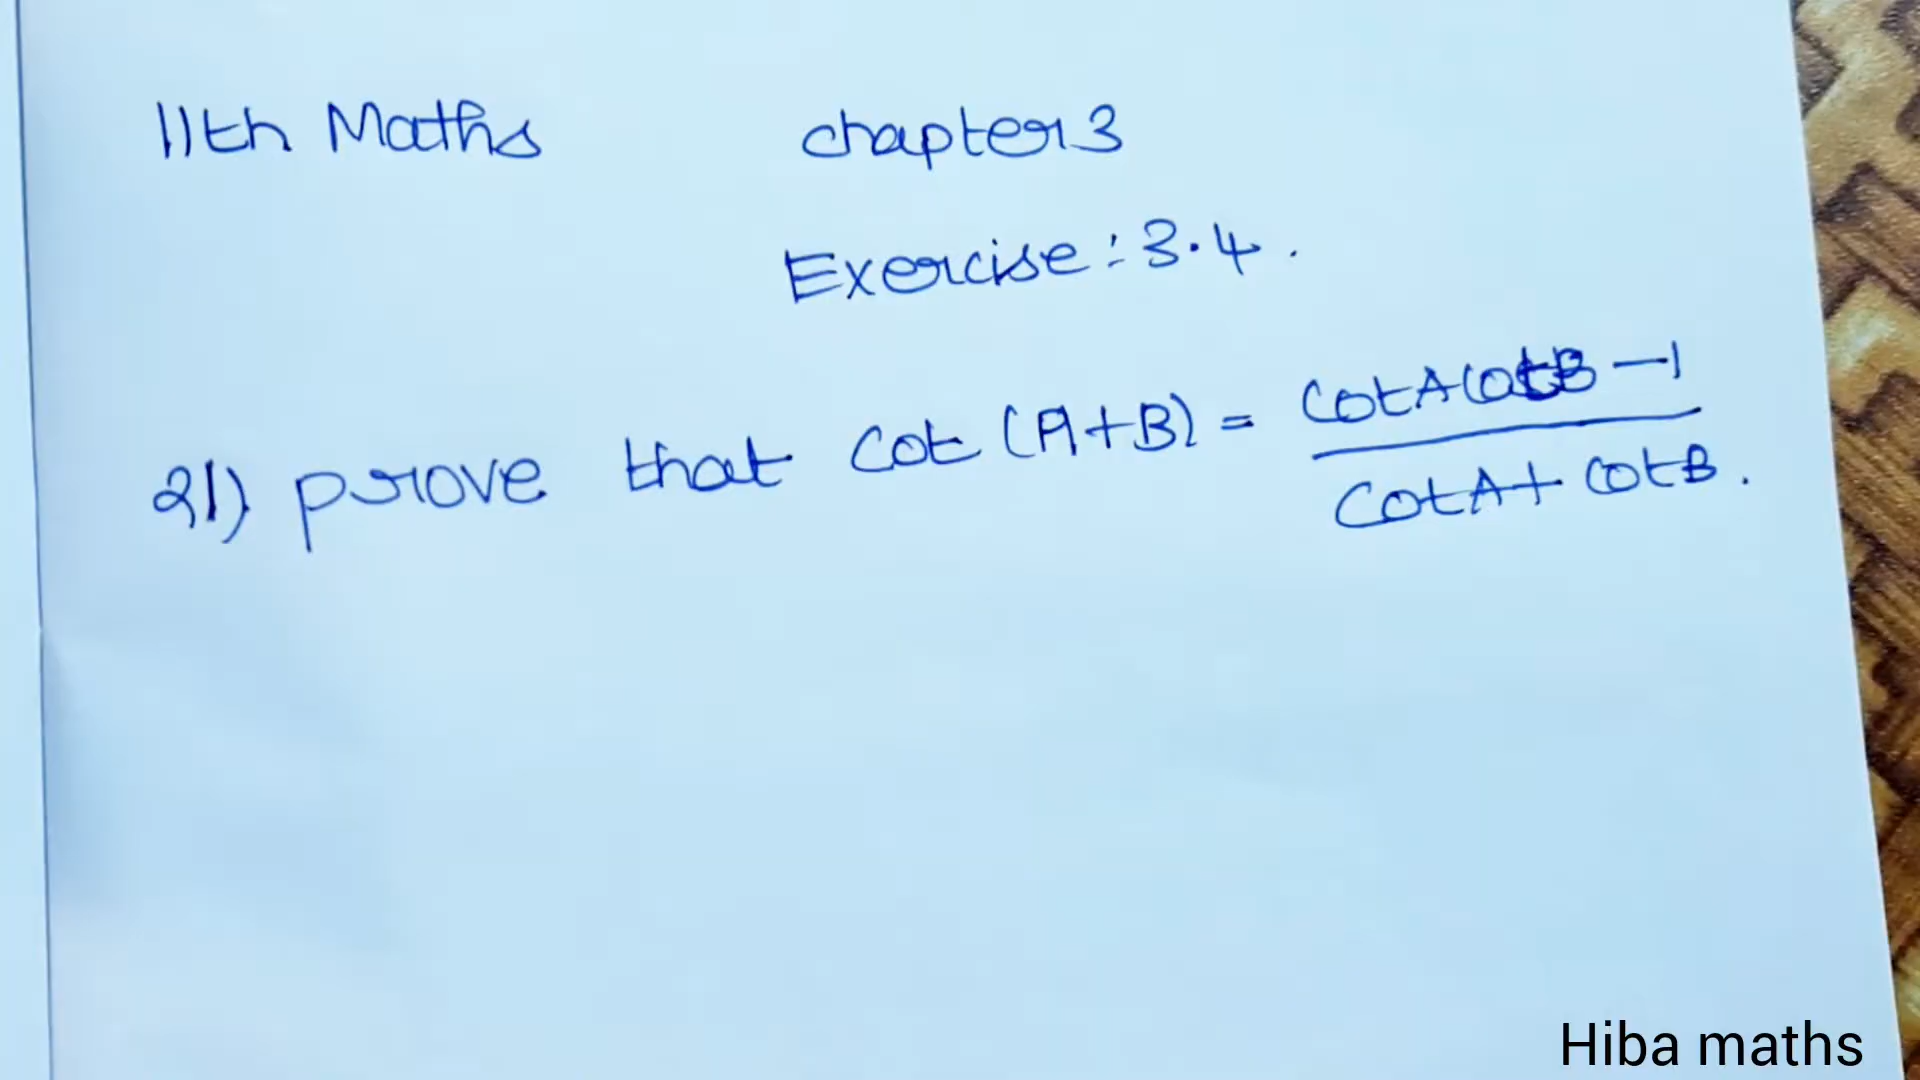 11th Maths chapter 3
Exercise : 3.4.
21) prove that cot (A+B) = cotA cotB - 1 / cotA + cotB.
Hiba maths